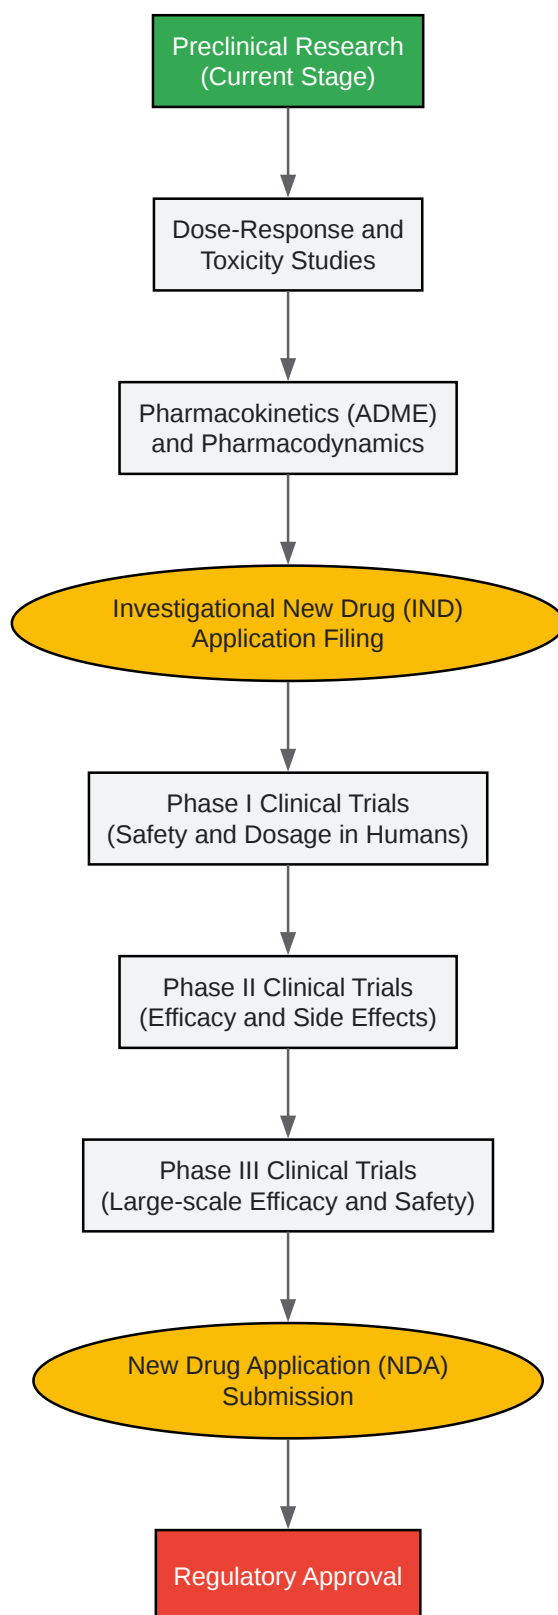 Preclinical Research
(Current Stage)
Dose-Response and
Toxicity Studies
Pharmacokinetics (ADME)
and Pharmacodynamics
Investigational New Drug (IND)
Application Filing
Phase I Clinical Trials
(Safety and Dosage in Humans)
Phase II Clinical Trials
(Efficacy and Side Effects)
Phase III Clinical Trials
(Large-scale Efficacy and Safety)
New Drug Application (NDA)
Submission
Regulatory Approval